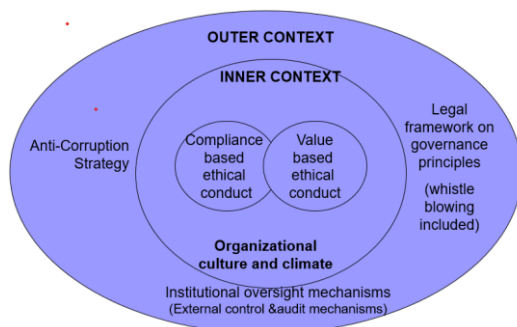 OUTER CONTEXT
INNER CONTEXT
Anti-Corruption
Strategy
Compliance
based
ethical
conduct
Value
based
ethical
conduct
Legal
framework on
governance
principles
(whistle
blowing
included)
Organizational
culture and climate
Institutional oversight mechanisms
(External control &audit mechanisms)